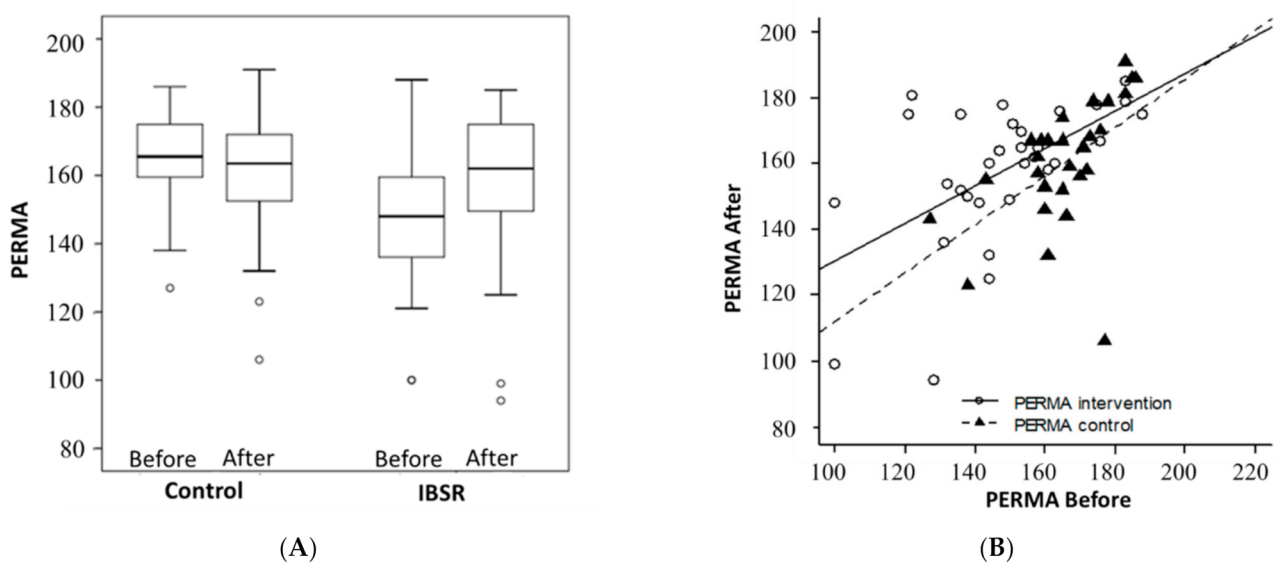 200
180
160
140
120
100
80
PERMA
Before After Before After
Control IBSR
(A)
200
180
160
140
120
100
80
PERMA After
PERMA intervention
PERMA control
100 120 140 160 180 200 220
PERMA Before
(B)